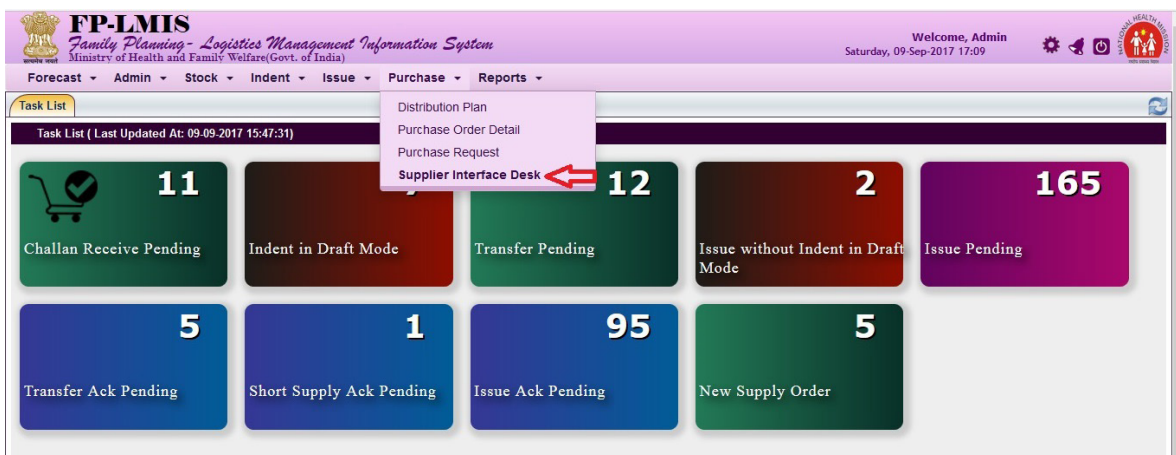 FP-LMIS
Family Planning- Logistics Management Information System
Ministry of Health and Family Welfare(Govt. of India)
Welcome, Admin
Saturday, 09-Sep-2017 17:09
Forecast Admin Stock Indent Issue Purchase Reports
Task List
Distribution Plan
Purchase Order Detail
Purchase Request
Supplier Interface Desk
Task List ( Last Updated At: 09-09-2017 15:47:31)
11
Challan Receive Pending
Indent in Draft Mode
12
Transfer Pending
2
Issue without Indent in Draft
Mode
165
Issue Pending
5
Transfer Ack Pending
1
Short Supply Ack Pending
95
Issue Ack Pending
5
New Supply Order